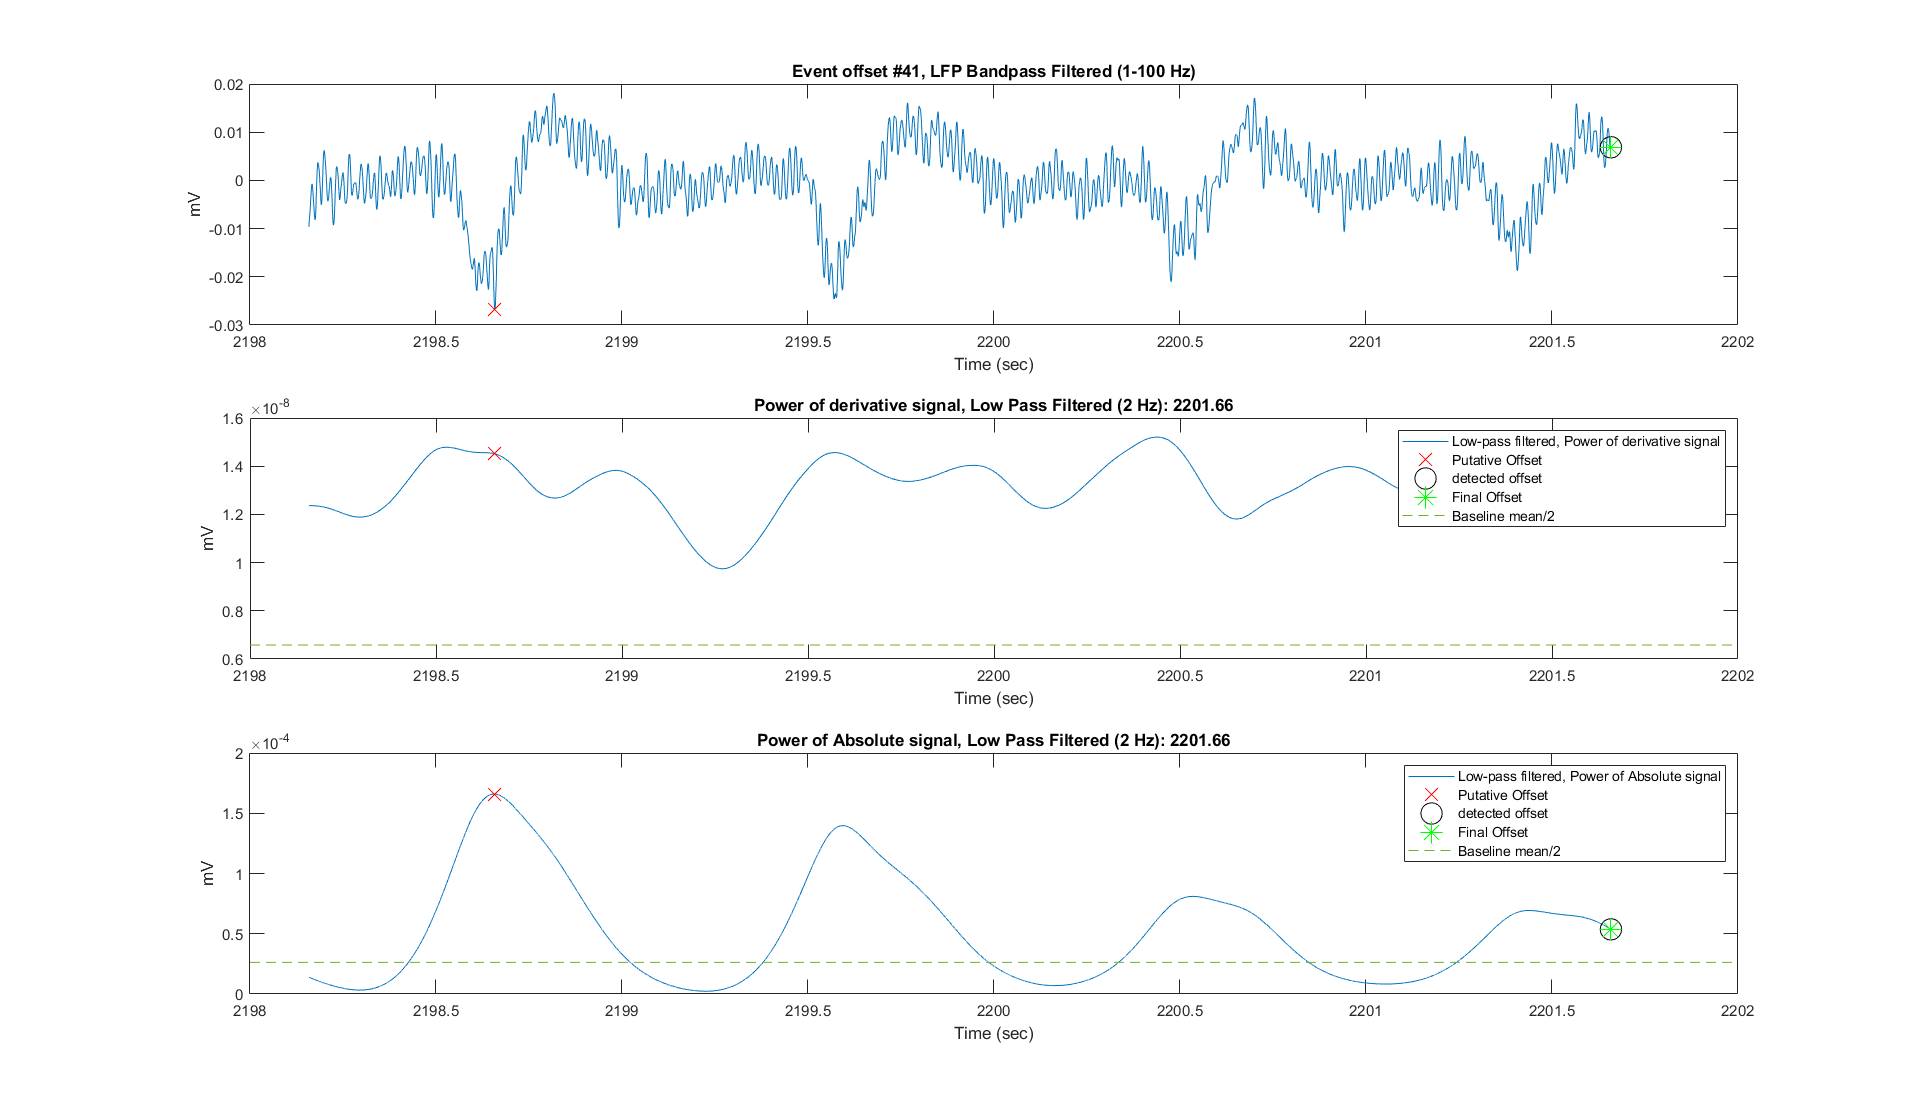 Event offset #41, LFP Bandpass Filtered (1-100 Hz)
0.02
0.01
0
-0.01
-0.02
-0.03
mV
2198 2198.5 2199 2199.5 2200 2200.5 2201 2201.5 2202
Time (sec)
Power of derivative signal, Low Pass Filtered (2 Hz): 2201.66
×10-8
1.6
1.4
1.2
1
0.8
0.6
mV
Low-pass filtered, Power of derivative signal
Putative Offset
detected offset
Final Offset
Baseline mean/2
2198 2198.5 2199 2199.5 2200 2200.5 2201 2201.5 2202
Time (sec)
Power of Absolute signal, Low Pass Filtered (2 Hz): 2201.66
×10-4
2
1.5
1
0.5
0
mV
Low-pass filtered, Power of Absolute signal
Putative Offset
detected offset
Final Offset
Baseline mean/2
2198 2198.5 2199 2199.5 2200 2200.5 2201 2201.5 2202
Time (sec)